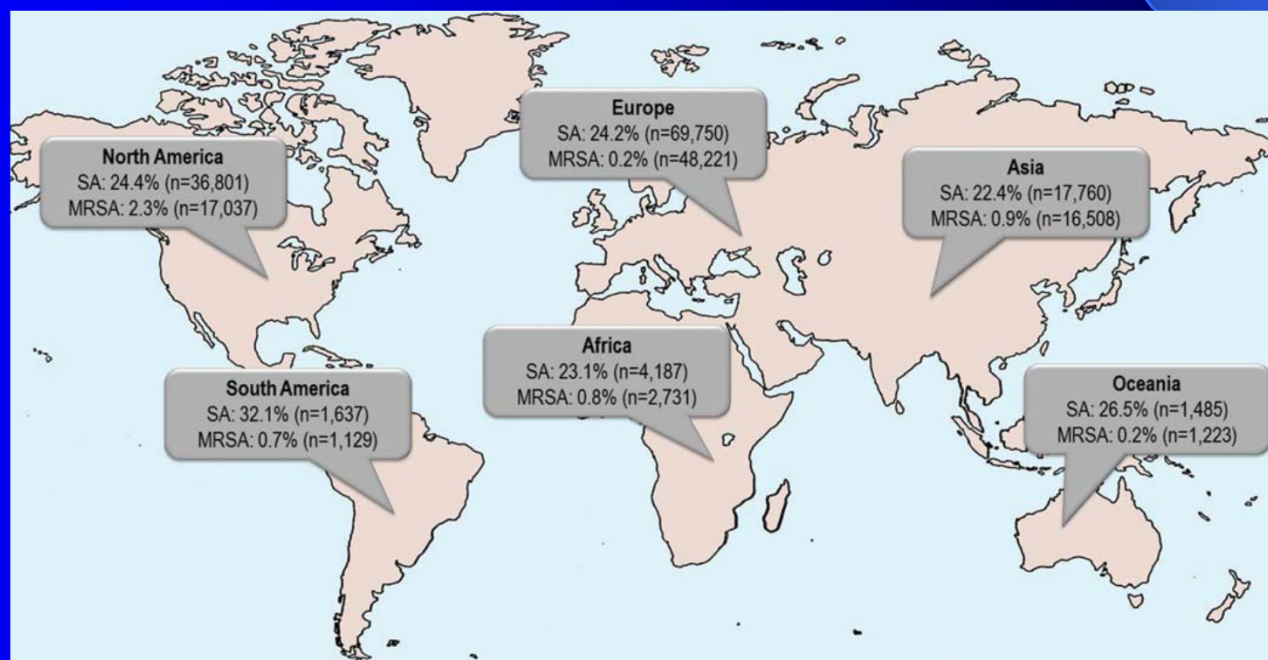 North America
SA: 24.4% (n=36,801)
MRSA: 2.3% (n=17,037)
Europe
SA: 24.2% (n=69,750)
MRSA: 0.2% (n=48,221)
Asia
SA: 22.4% (n=17,760)
MRSA: 0.9% (n=16,508)
South America
SA: 32.1% (n=1,637)
MRSA: 0.7% (n=1,129)
Africa
SA: 23.1% (n=4,187)
MRSA: 0.8% (n=2,731)
Oceania
SA: 26.5% (n=1,485)
MRSA: 0.2% (n=1,223)